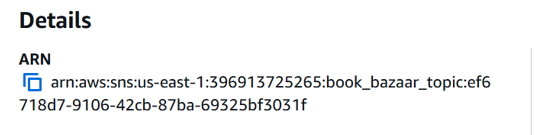 Details
ARN
arn:aws:sns:us-east-1:396913725265:book_bazaar_topic:ef6
718d7-9106-42cb-87ba-69325bf3031f